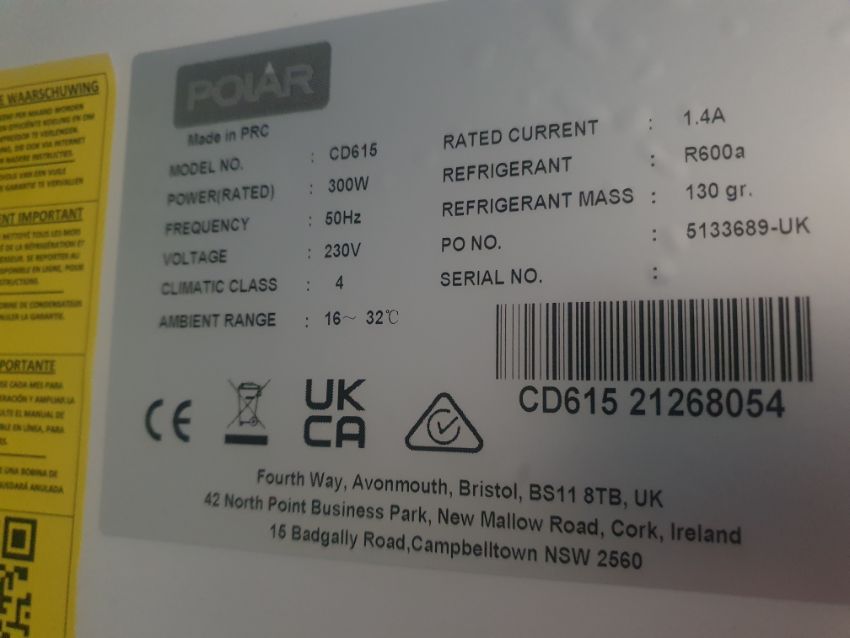 E WAARSCHUWING
POLAR
Made in PRC
MODEL NO. : CD615
POWER(RATED) : 300W
FREQUENCY : 50Hz
VOLTAGE : 230V
CLIMATIC CLASS : 4
AMBIENT RANGE : 16~ 32℃
RATED CURRENT : 1.4A
REFRIGERANT : R600a
REFRIGERANT MASS : 130 gr.
PO NO. : 5133689-UK
SERIAL NO. :
CD615 21268054
CE
UK
CA
Fourth Way, Avonmouth, Bristol, BS11 8TB, UK
42 North Point Business Park, New Mallow Road, Cork, Ireland
15 Badgally Road,Campbelltown NSW 2560
ENT IMPORTANT
PORTANTE